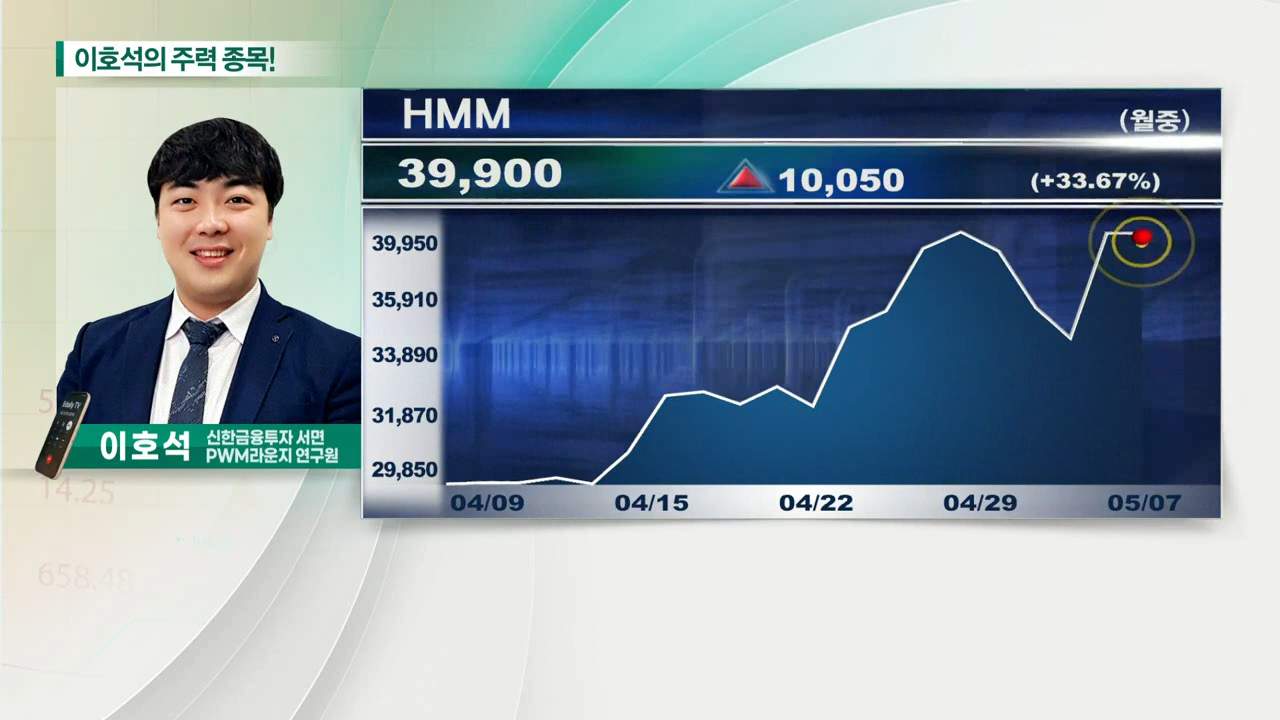 이호석의 주력 종목!
HMM
(월중)
39,900
10,050
(+33.67%)
39,950
35,910
33,890
31,870
29,850
04/09
04/15
04/22
04/29
05/07
Edaily TV
이호석
신한금융투자 서면
PWM라운지 연구원
14.25
658.48